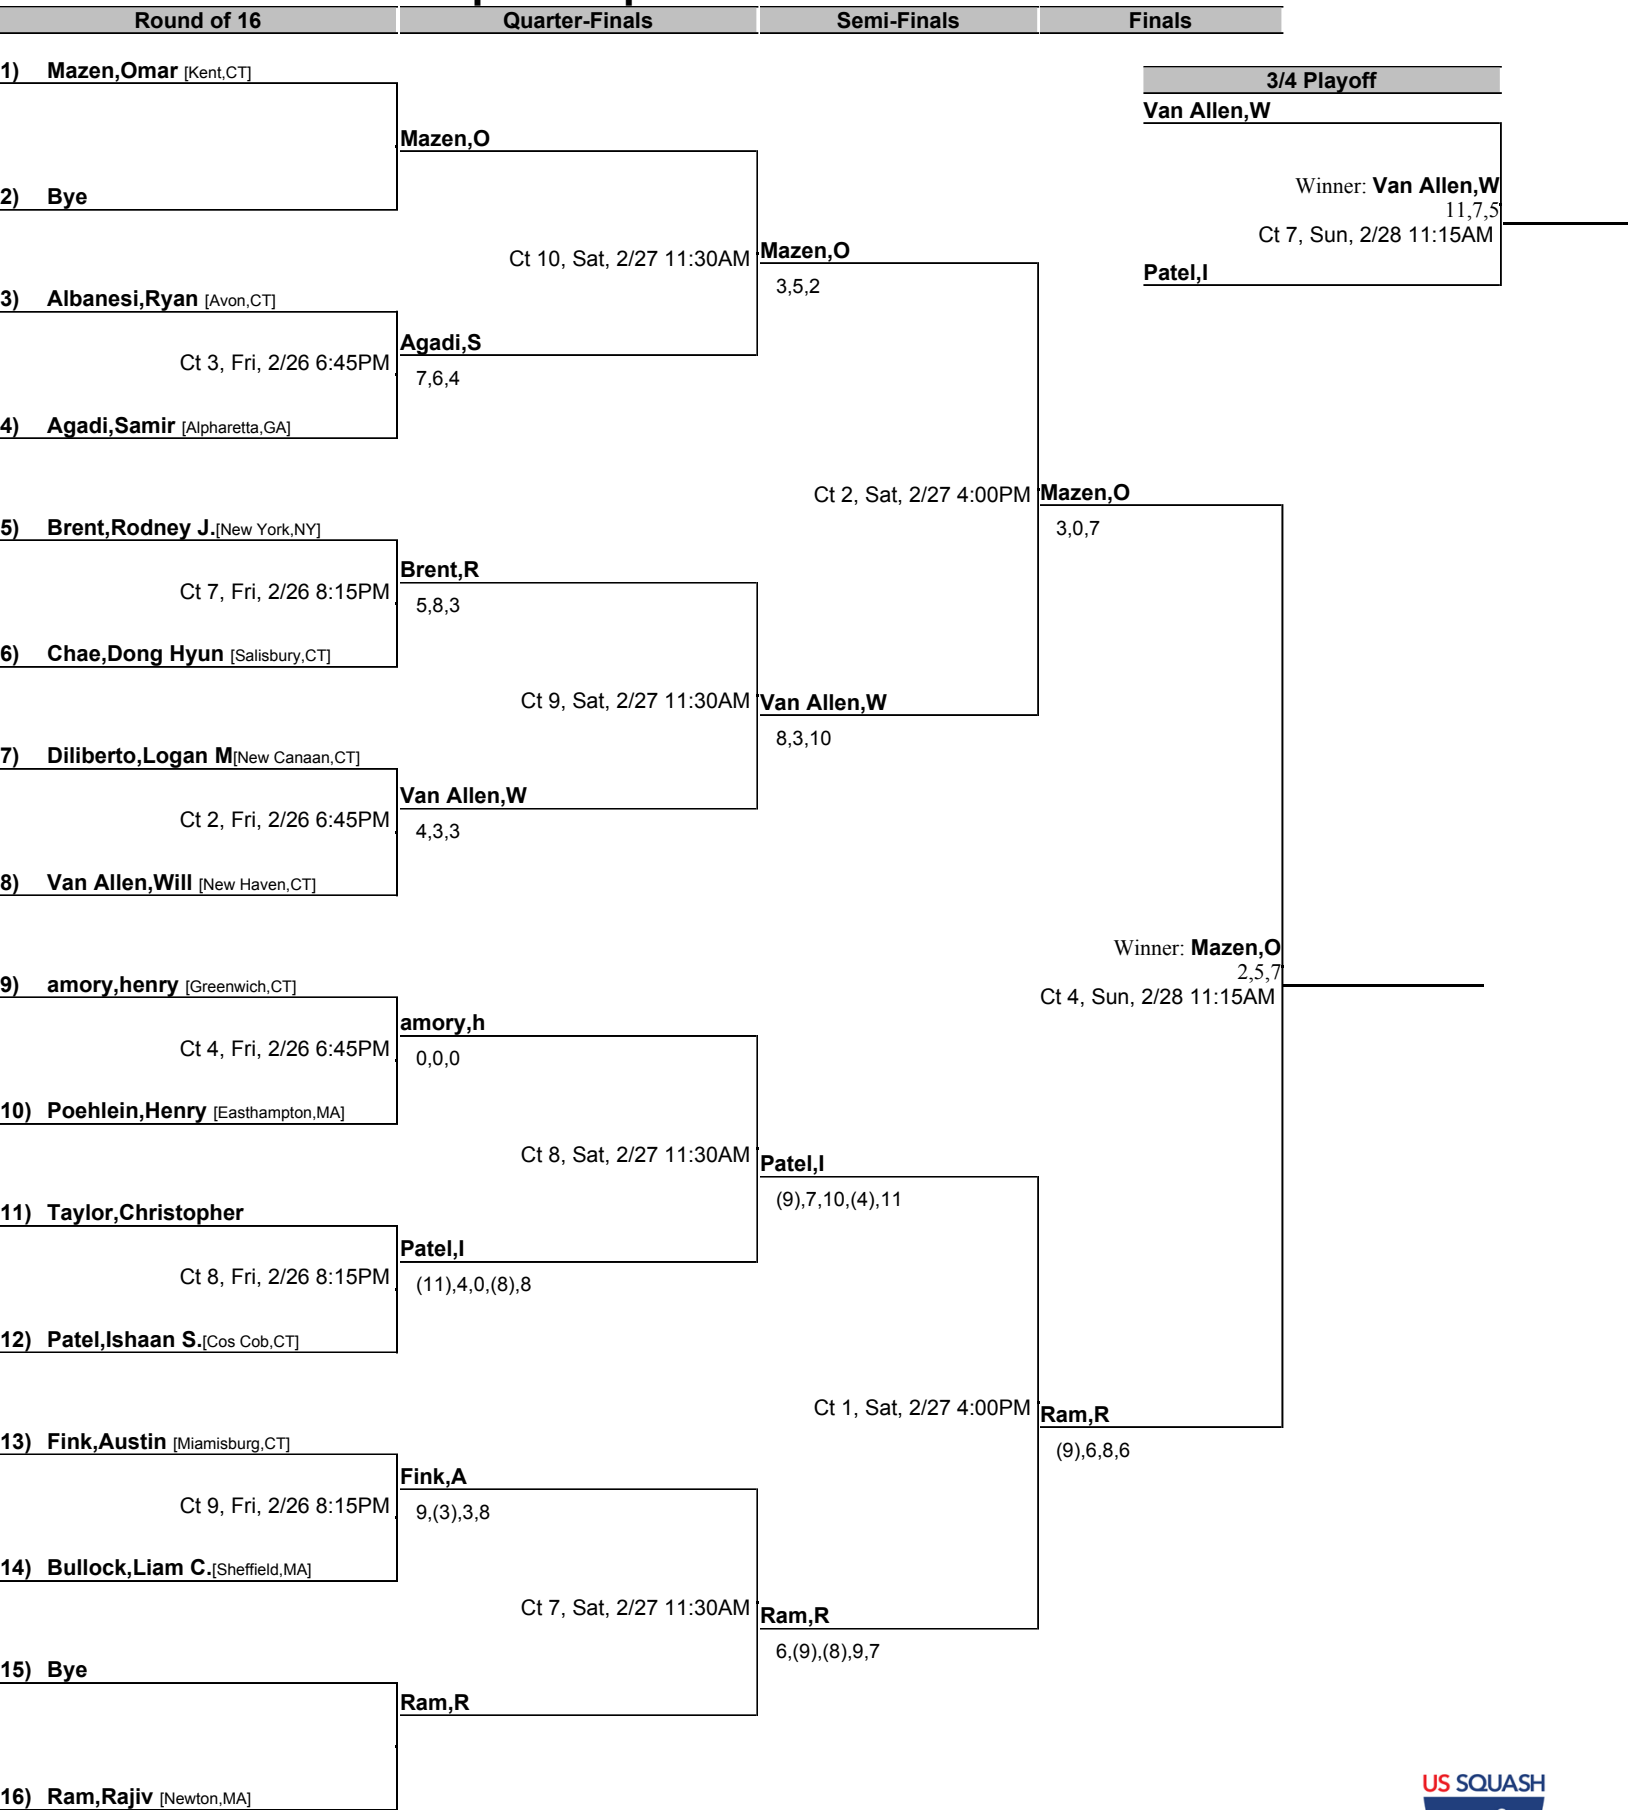 Round of 16
Quarter-Finals
Semi-Finals
Finals
1) Mazen,Omar [Kent,CT]
3/4 Playoff
Van Allen,W
Mazen,O
2) Bye
Winner: Van Allen,W
11,7,5
Ct 7, Sun, 2/28 11:15AM
Ct 10, Sat, 2/27 11:30AM
Mazen,O
3,5,2
Patel,I
3) Albanesi,Ryan [Avon,CT]
Agadi,S
Ct 3, Fri, 2/26 6:45PM
7,6,4
4) Agadi,Samir [Alpharetta,GA]
Ct 2, Sat, 2/27 4:00PM
Mazen,O
3,0,7
5) Brent,Rodney J.[New York,NY]
Brent,R
Ct 7, Fri, 2/26 8:15PM
5,8,3
6) Chae,Dong Hyun [Salisbury,CT]
Ct 9, Sat, 2/27 11:30AM
Van Allen,W
8,3,10
7) Diliberto,Logan M[New Canaan,CT]
Van Allen,W
Ct 2, Fri, 2/26 6:45PM
4,3,3
8) Van Allen,Will [New Haven,CT]
Winner: Mazen,O
2,5,7
Ct 4, Sun, 2/28 11:15AM
9) amory,henry [Greenwich,CT]
amory,h
Ct 4, Fri, 2/26 6:45PM
0,0,0
10) Poehlein,Henry [Easthampton,MA]
Ct 8, Sat, 2/27 11:30AM
Patel,I
(9),7,10,(4),11
11) Taylor,Christopher
Patel,I
Ct 8, Fri, 2/26 8:15PM
(11),4,0,(8),8
12) Patel,Ishaan S.[Cos Cob,CT]
Ct 1, Sat, 2/27 4:00PM
Ram,R
(9),6,8,6
13) Fink,Austin [Miamisburg,CT]
Fink,A
Ct 9, Fri, 2/26 8:15PM
9,(3),3,8
14) Bullock,Liam C.[Sheffield,MA]
Ct 7, Sat, 2/27 11:30AM
Ram,R
6,(9),(8),9,7
15) Bye
Ram,R
16) Ram,Rajiv [Newton,MA]
US SQUASH